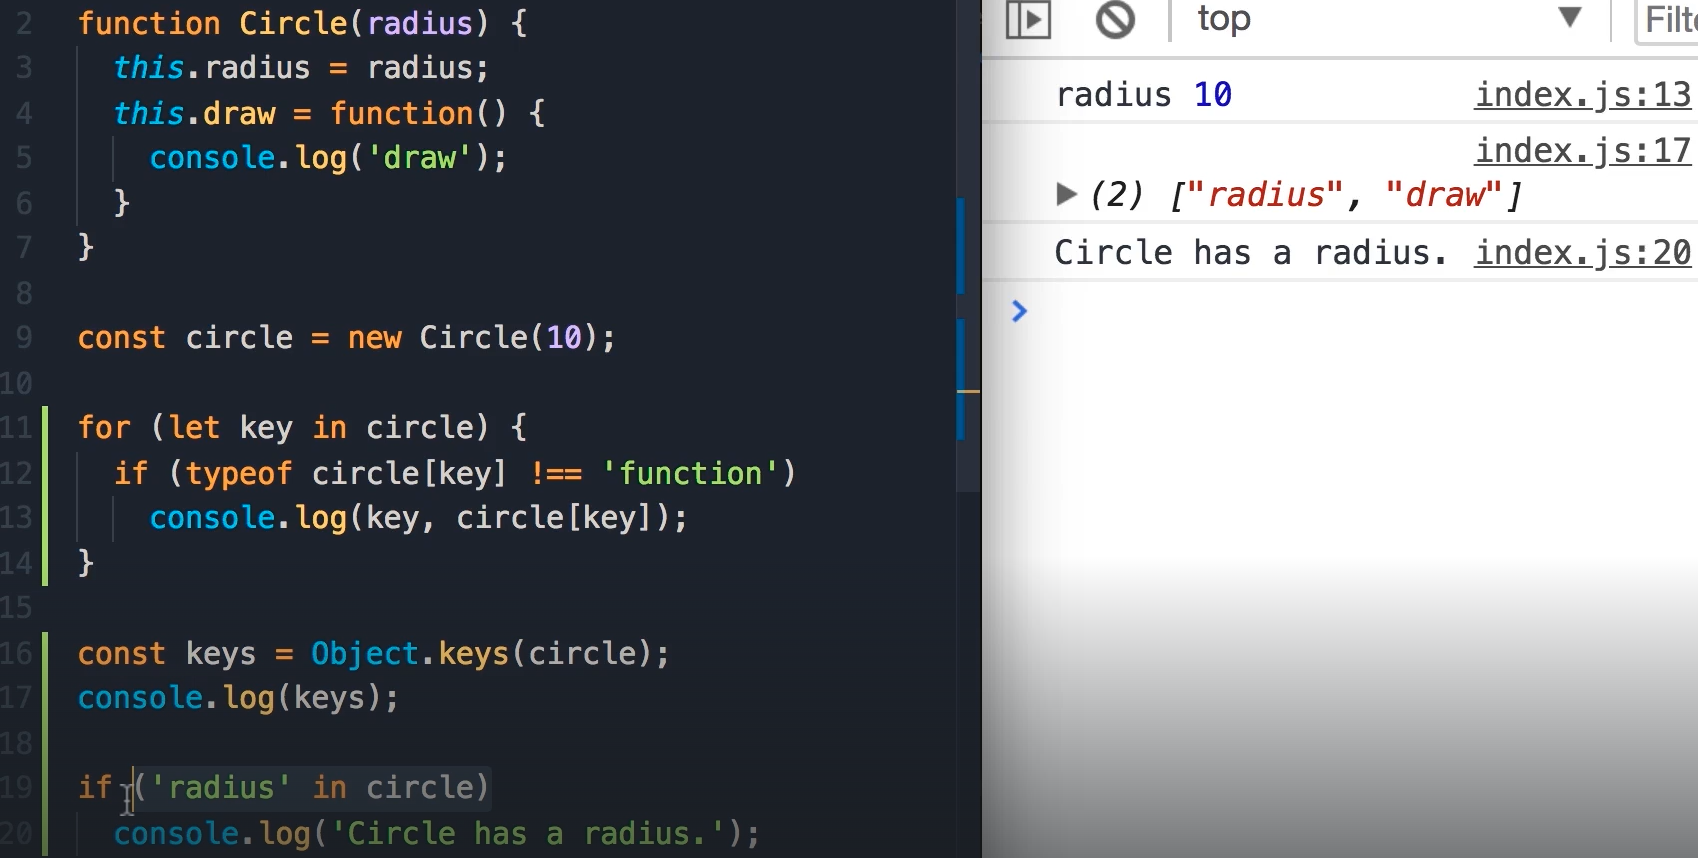 2 function Circle(radius) {
3   this.radius = radius;
4   this.draw = function() {
5     console.log('draw');
6   }
7 }
8
9 const circle = new Circle(10);
10
11 for (let key in circle) {
12   if (typeof circle[key] !== 'function')
13     console.log(key, circle[key]);
14 }
15
16 const keys = Object.keys(circle);
17 console.log(keys);
18
19 if ('radius' in circle)
20   console.log('Circle has a radius.');
top ▼
radius 10 index.js:13
index.js:17
▶ (2) ["radius", "draw"]
Circle has a radius. index.js:20
>